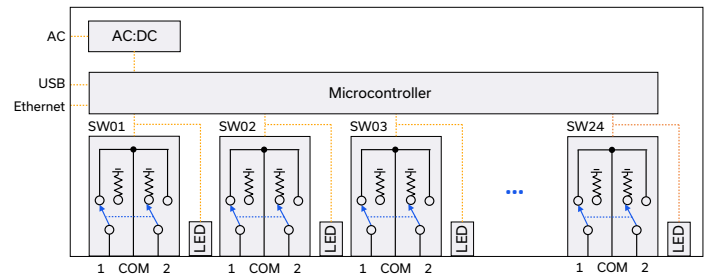 AC
AC:DC
USB
Microcontroller
Ethernet
SW01 SW02 SW03 SW24
LED LED LED ... LED
1 COM 2 1 COM 2 1 COM 2 1 COM 2